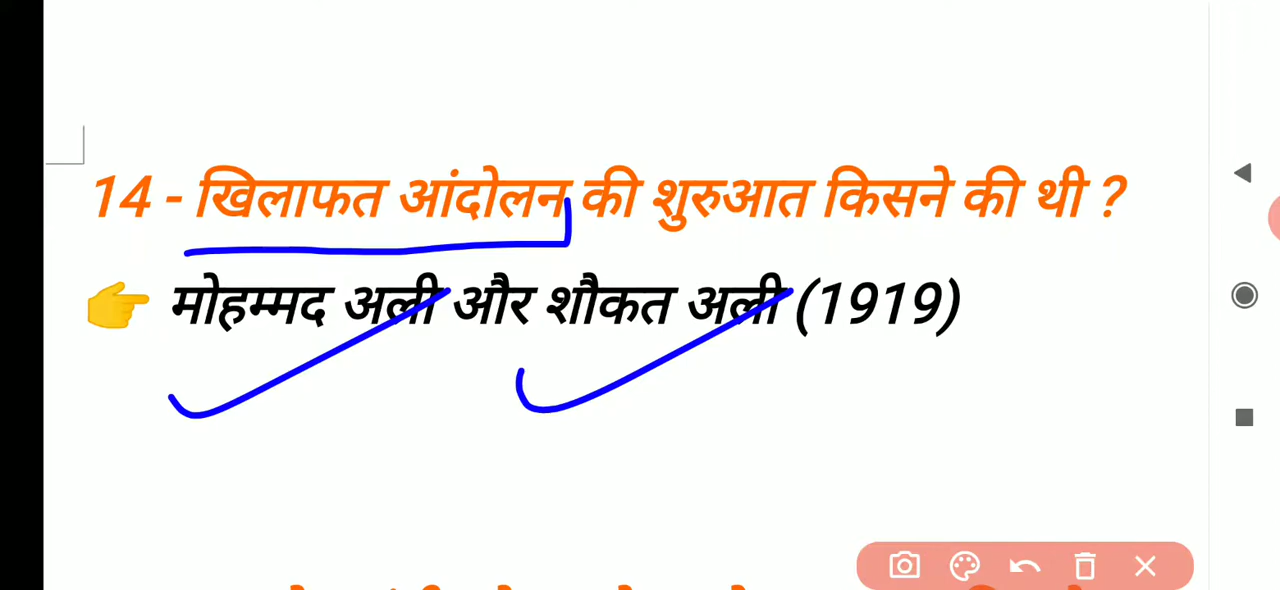 14 - खिलाफत आंदोलन की शुरुआत किसने की थी ?
👉 मोहम्मद अली और शौकत अली (1919)